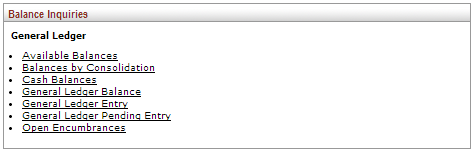 Balance Inquiries
General Ledger
Available Balances
Balances by Consolidation
Cash Balances
General Ledger Balance
General Ledger Entry
General Ledger Pending Entry
Open Encumbrances